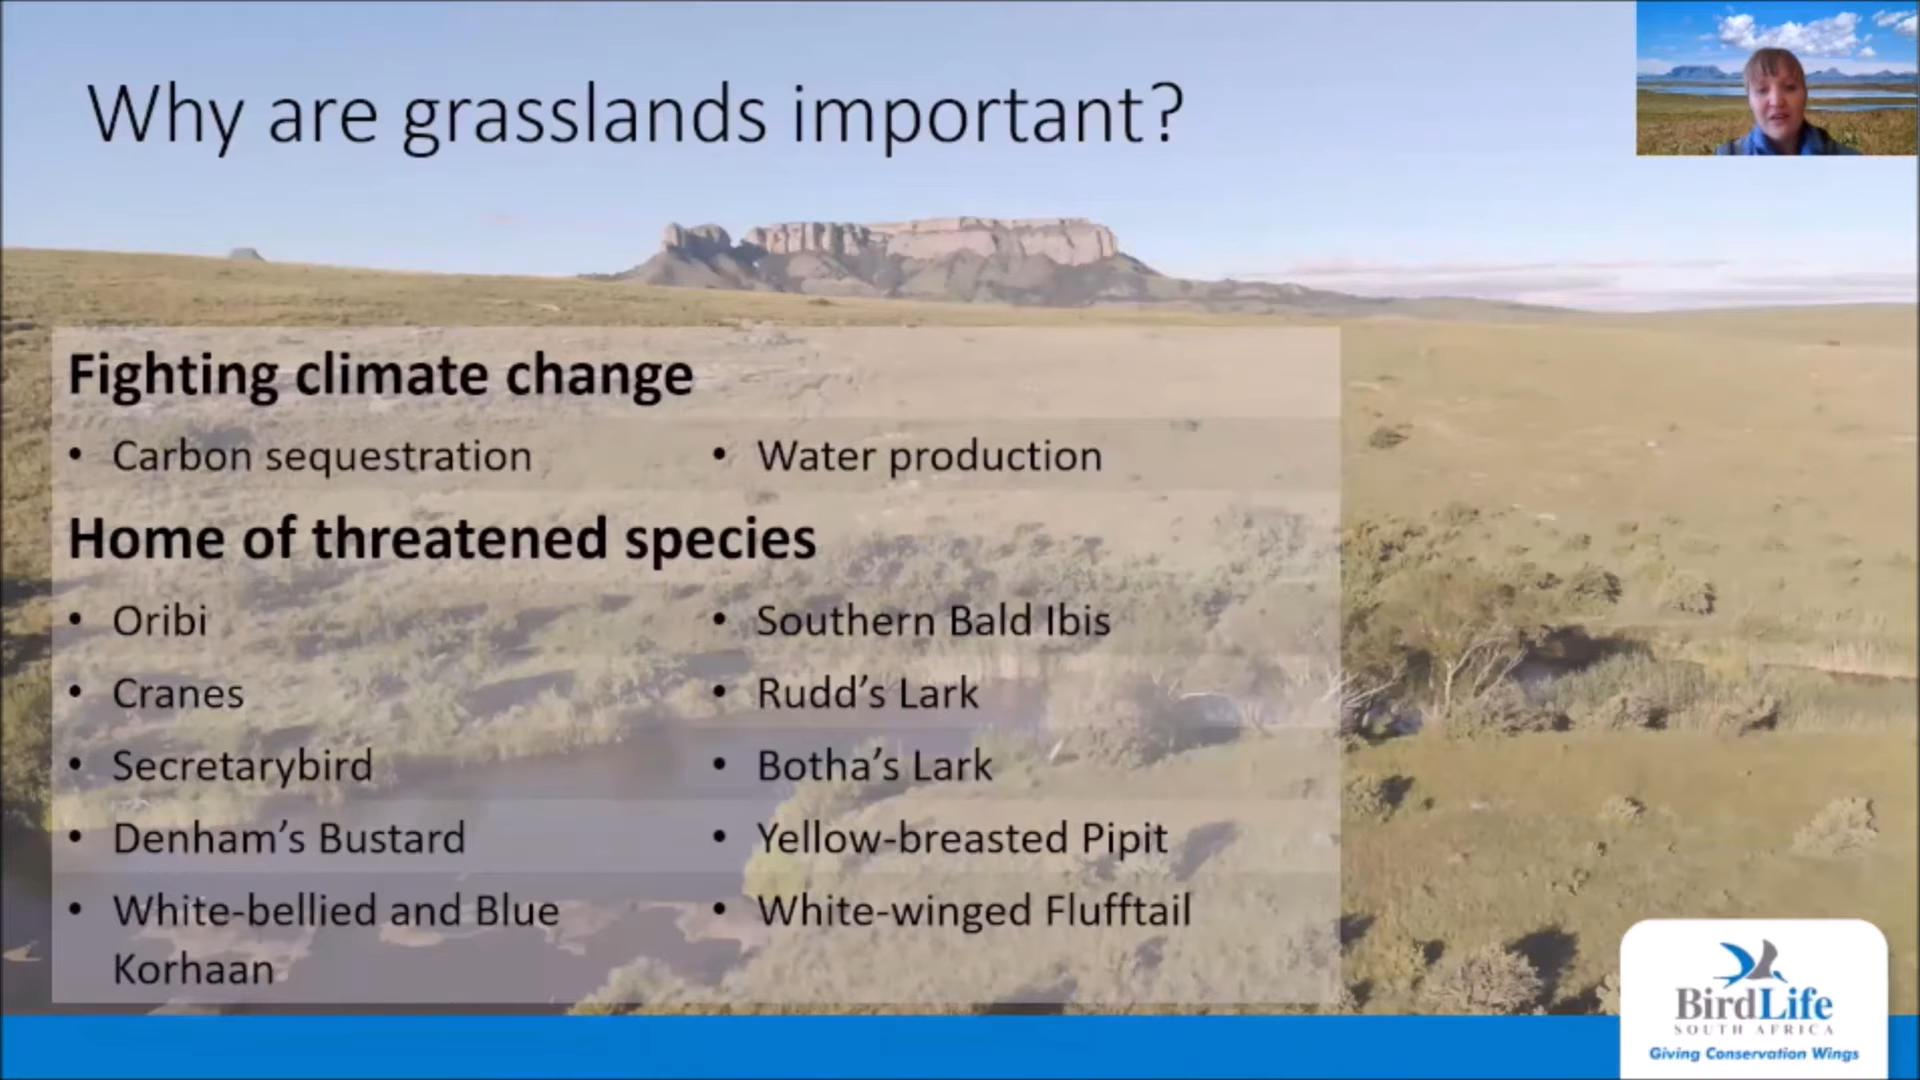 Why are grasslands important?
Fighting climate change
• Carbon sequestration
• Water production
Home of threatened species
• Oribi
• Cranes
• Secretarybird
• Denham’s Bustard
• White-bellied and Blue
Korhaan
• Southern Bald Ibis
• Rudd’s Lark
• Botha’s Lark
• Yellow-breasted Pipit
• White-winged Flufftail
BirdLife
SOUTH AFRICA
Giving Conservation Wings